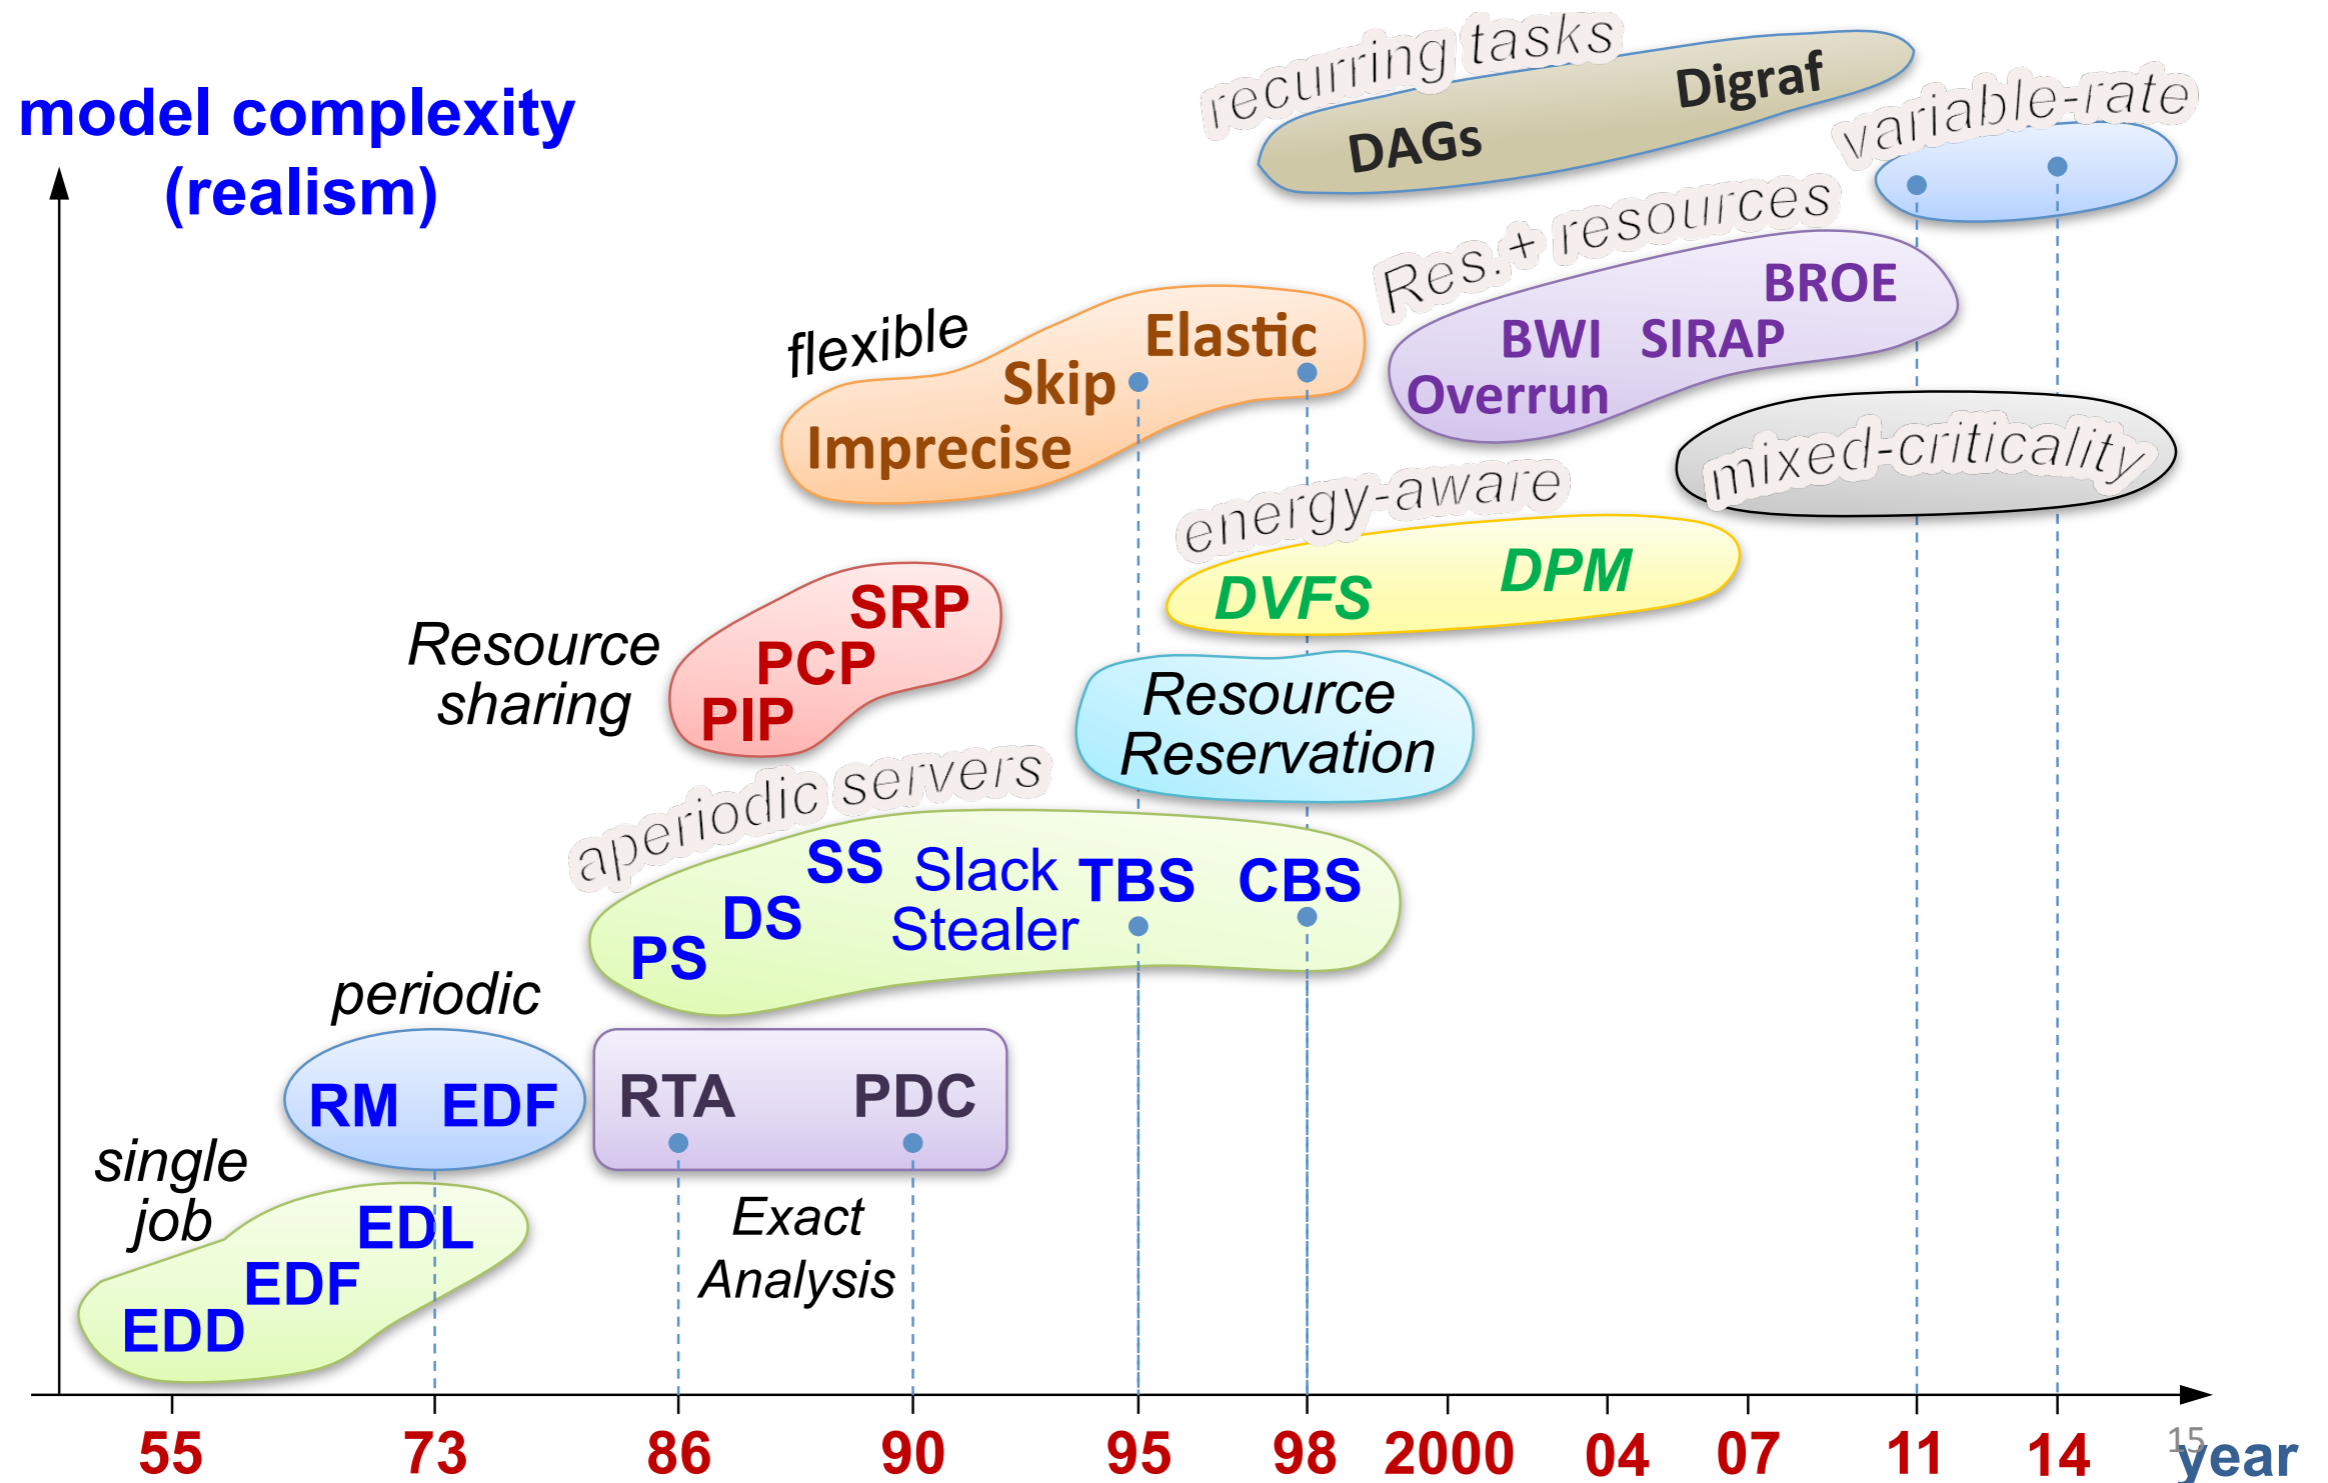 model complexity
(realism)
recurring tasks
DAGs
Digraf
variable-rate
Res.+ resources
BROE
BWI SIRAP
Overrun
flexible
Elastic
Skip
Imprecise
mixed-criticality
energy-aware
DVFS
DPM
Resource
sharing
SRP
PCP
PIP
Resource
Reservation
aperiodic servers
PS
DS
SS
Slack
Stealer
TBS
CBS
periodic
RM EDF
RTA PDC
Exact
Analysis
single
job
EDL
EDF
EDD
55 73 86 90 95 98 2000 04 07 11 14
15
year